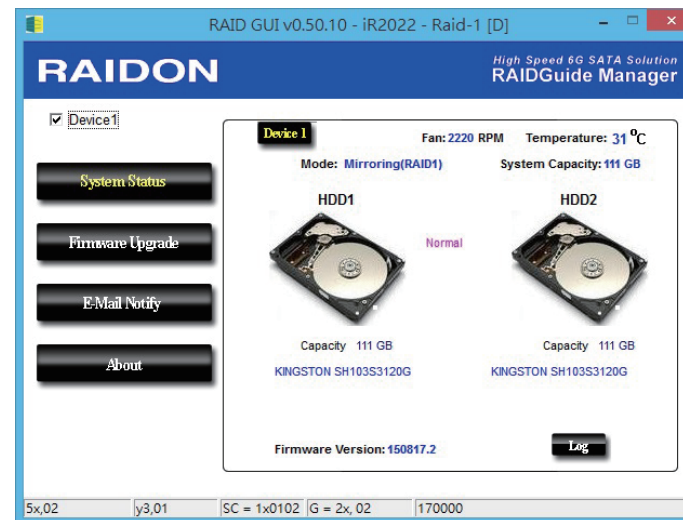 RAID GUI v0.50.10 - iR2022 - Raid-1 [D]
RAIDON
High Speed 6G SATA Solution
RAIDGuide Manager
Device1
System Status
Firmware Upgrade
E-Mail Notify
About
Device 1
Fan: 2220 RPM Temperature: 31 °C
Mode: Mirroring(RAID1) System Capacity: 111 GB
HDD1 HDD2
Normal
Capacity 111 GB Capacity 111 GB
KINGSTON SH103S3120G KINGSTON SH103S3120G
Firmware Version: 150817.2
Log
5x,02 y3,01 SC = 1x0102 G = 2x, 02 170000